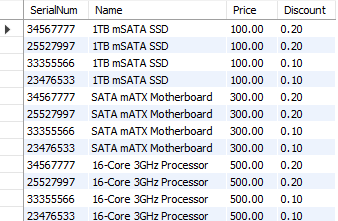 SerialNum Name Price Discount
34567777 1TB mSATA SSD 100.00 0.20
25527997 1TB mSATA SSD 100.00 0.20
33355566 1TB mSATA SSD 100.00 0.10
23476533 1TB mSATA SSD 100.00 0.10
34567777 SATA mATX Motherboard 300.00 0.20
25527997 SATA mATX Motherboard 300.00 0.20
33355566 SATA mATX Motherboard 300.00 0.10
23476533 SATA mATX Motherboard 300.00 0.10
34567777 16-Core 3GHz Processor 500.00 0.20
25527997 16-Core 3GHz Processor 500.00 0.20
33355566 16-Core 3GHz Processor 500.00 0.10
23476533 16-Core 3GHz Processor 500.00 0.10